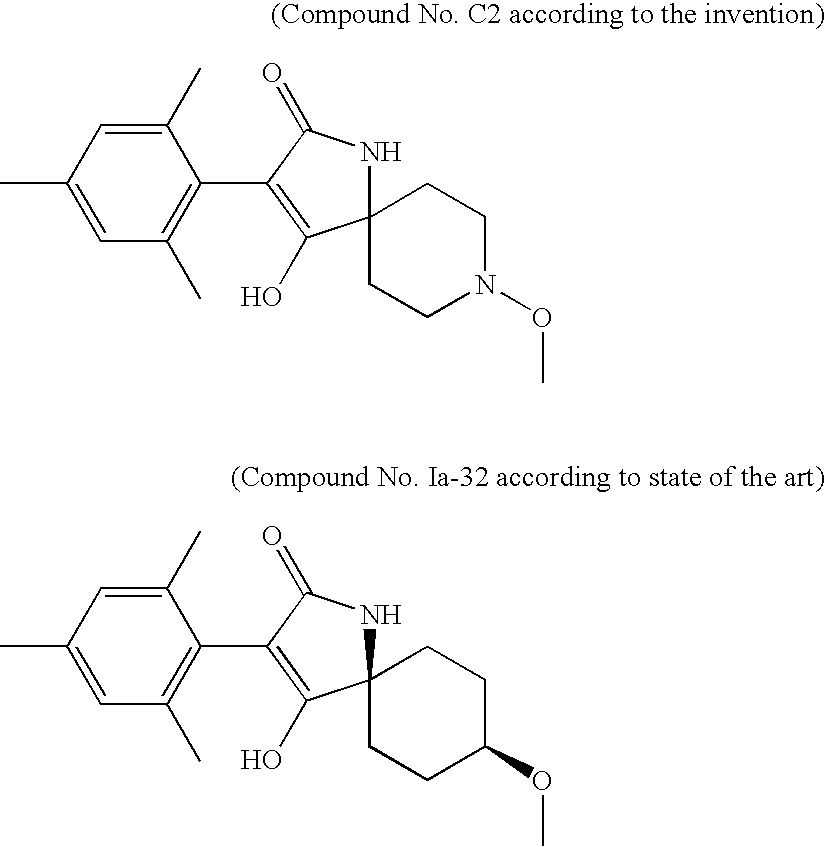 (Compound No. C2 according to the invention)
O
NH
N
HO
O
(Compound No. Ia-32 according to state of the art)
O
NH
HO
O